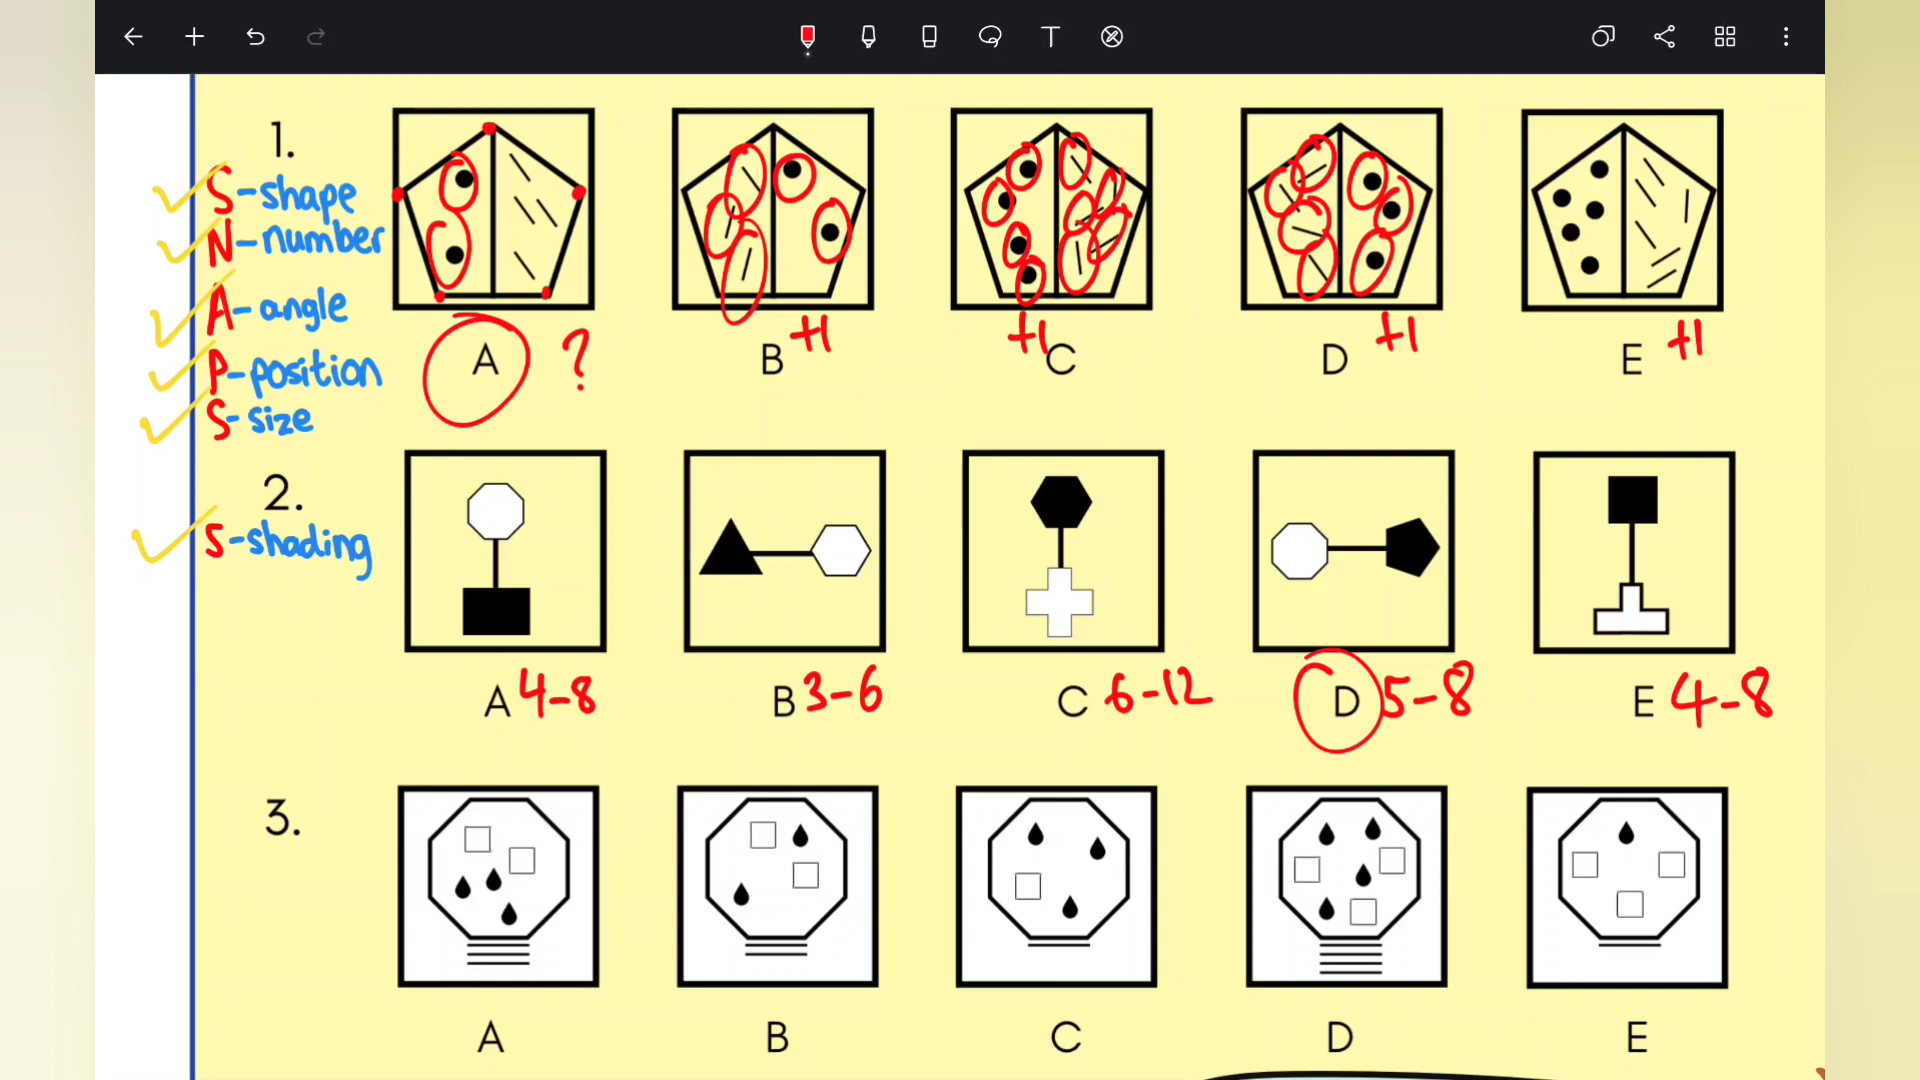 1.
S-shape
N-number
A-angle
P-position
S-size
A ?
B +1
+1 C
D +1
E +1
2.
S-shading
A 4-8
B 3-6
C 6-12
D 5-8
E 4-8
3.
A B C D E